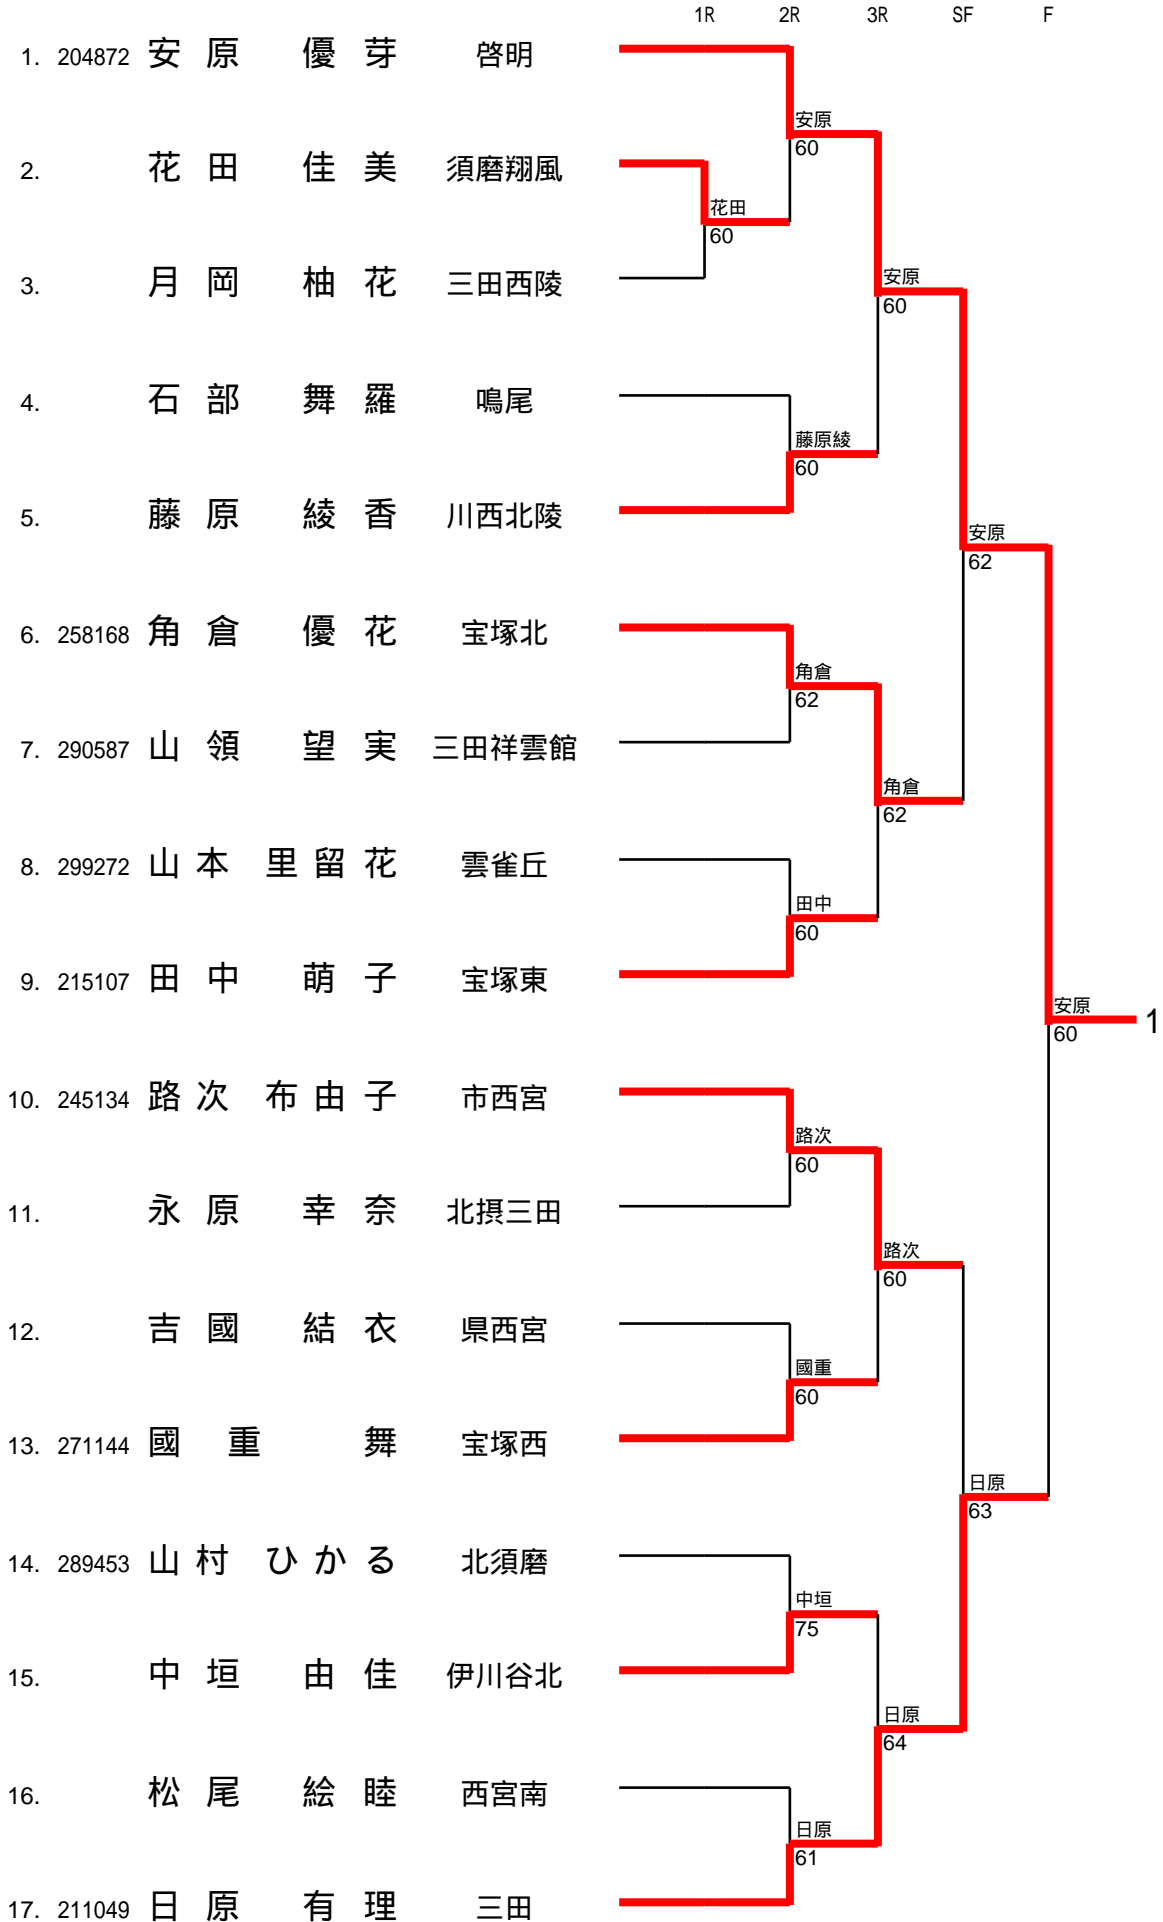 1R 2R 3R SF F
1. 204872 安原 優芽 啓明
安原
60
2. 花田 佳美 須磨翔風
花田
60
3. 月岡 柚花 三田西陵
安原
60
4. 石部 舞羅 鳴尾
藤原綾
60
5. 藤原 綾香 川西北陵
安原
62
6. 258168 角倉 優花 宝塚北
角倉
62
7. 290587 山領 望実 三田祥雲館
角倉
62
8. 299272 山本 里留花 雲雀丘
田中
60
9. 215107 田中 萌子 宝塚東
安原 1
60
10. 245134 路次 布由子 市西宮
路次
60
11. 永原 幸奈 北摂三田
路次
60
12. 吉國 結衣 県西宮
國重
60
13. 271144 國重 舞 宝塚西
日原
63
14. 289453 山村 ひかる 北須磨
中垣
75
15. 中垣 由佳 伊川谷北
日原
64
16. 松尾 絵睦 西宮南
日原
61
17. 211049 日原 有理 三田